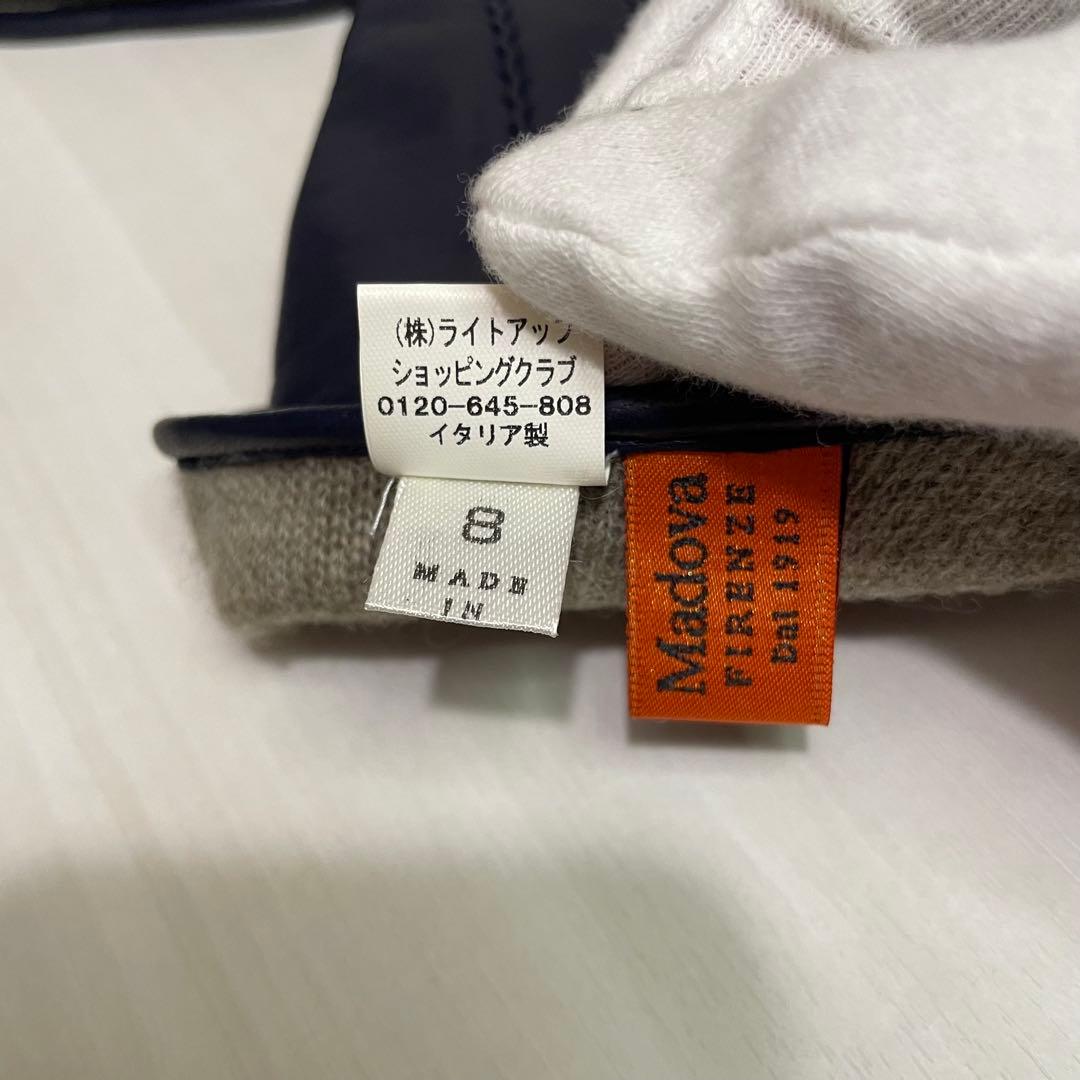 (株)ライトアップ
ショッピングクラブ
0120-645-808
イタリア製
8
MADE
IN
Madova
FIRENZE
Dal 1919